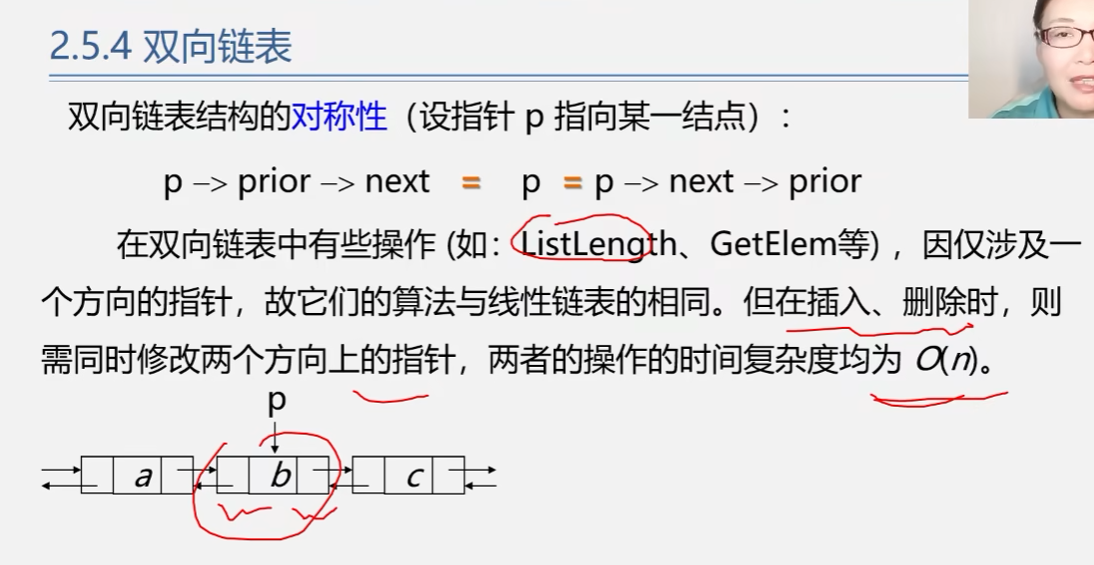 2.5.4 双向链表
双向链表结构的对称性（设指针 p 指向某一结点）：
p –> prior –> next = p = p –> next –> prior
在双向链表中有些操作 (如：ListLength、GetElem等) ，因仅涉及一
个方向的指针，故它们的算法与线性链表的相同。但在插入、删除时，则
需同时修改两个方向上的指针，两者的操作的时间复杂度均为 O(n)。
p
a b c